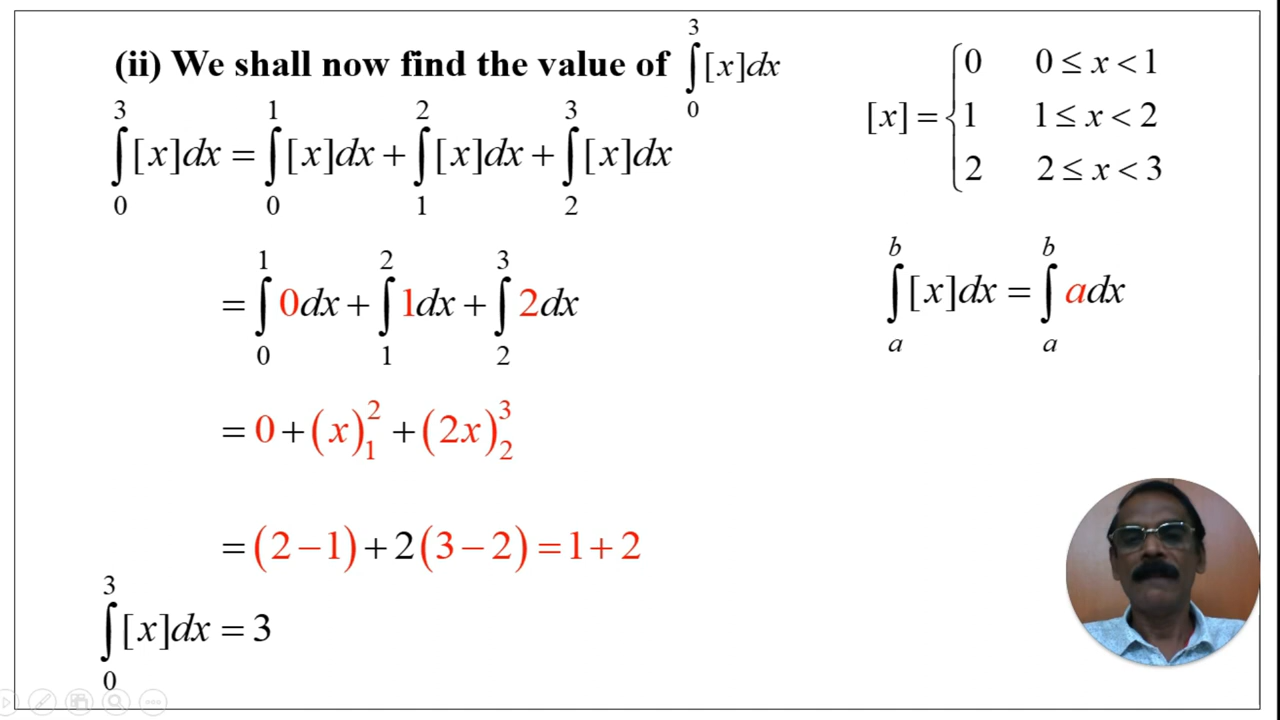 (ii) We shall now find the value of ∫₀³ [x]dx
∫₀³ [x]dx = ∫₀¹ [x]dx + ∫₁² [x]dx + ∫₂³ [x]dx
= ∫₀¹ 0dx + ∫₁² 1dx + ∫₂³ 2dx
= 0 + (x)₁² + (2x)₂³
= (2 − 1) + 2(3 − 2) = 1 + 2
∫₀³ [x]dx = 3
[x] = {
0 0 ≤ x < 1
1 1 ≤ x < 2
2 2 ≤ x < 3
∫ₐᵇ [x]dx = ∫ₐᵇ adx